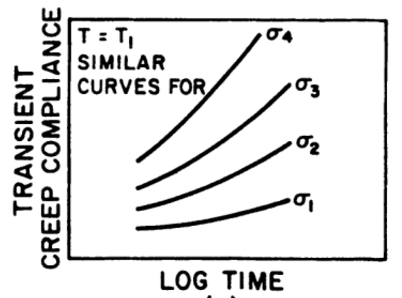 TRANSIENT
CREEP COMPLIANCE
T = T₁
SIMILAR
CURVES FOR
σ₄
σ₃
σ₂
σ₁
LOG TIME